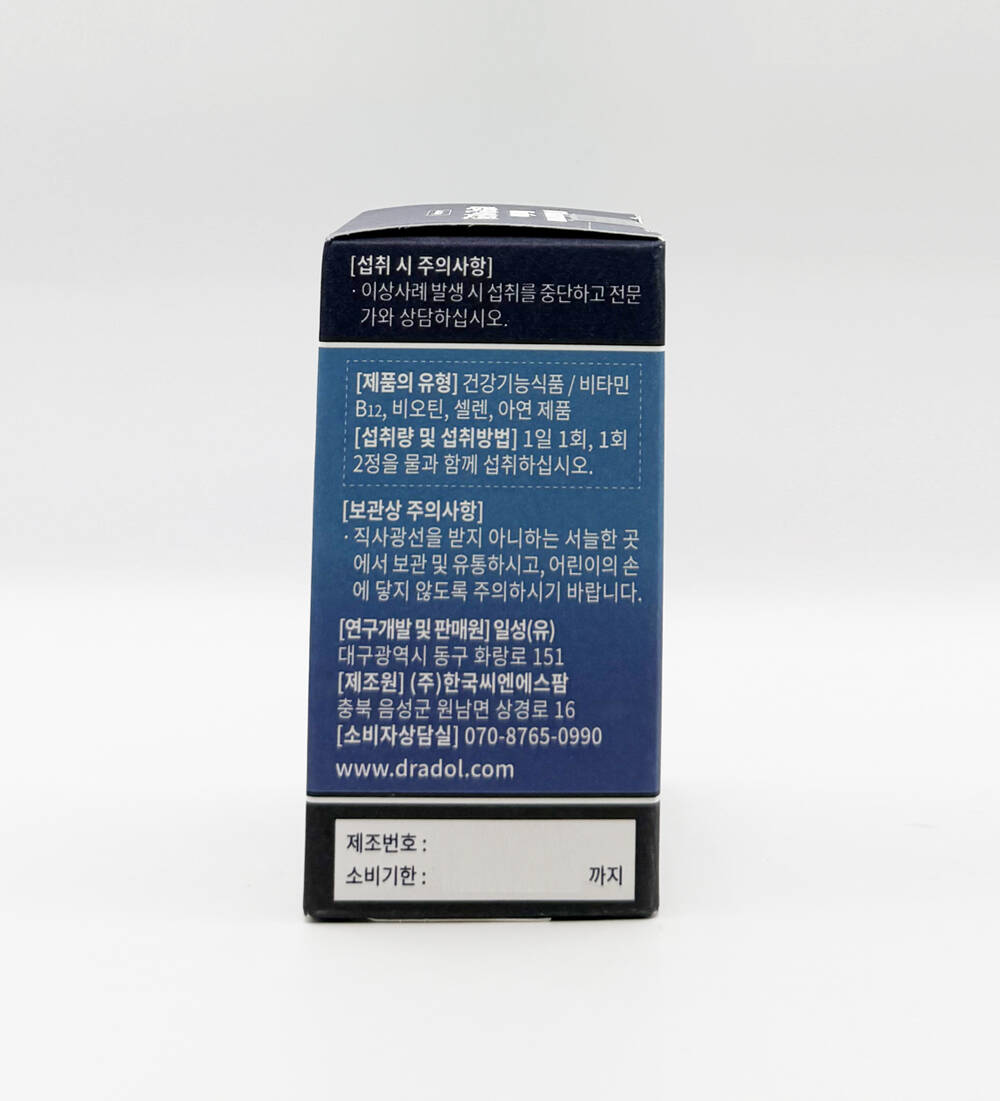 [섭취 시 주의사항]
· 이상사례 발생 시 섭취를 중단하고 전문
가와 상담하십시오.
[제품의 유형] 건강기능식품 / 비타민
B12, 비오틴, 셀렌, 아연 제품
[섭취량 및 섭취방법] 1일 1회, 1회
2정을 물과 함께 섭취하십시오.
[보관상 주의사항]
· 직사광선을 받지 아니하는 서늘한 곳
에서 보관 및 유통하시고, 어린이의 손
에 닿지 않도록 주의하시기 바랍니다.
[연구개발 및 판매원] 일성(유)
대구광역시 동구 화랑로 151
[제조원] (주)한국씨엔에스팜
충북 음성군 원남면 상경로 16
[소비자상담실] 070-8765-0990
www.dradol.com
제조번호 :
소비기한 : 까지